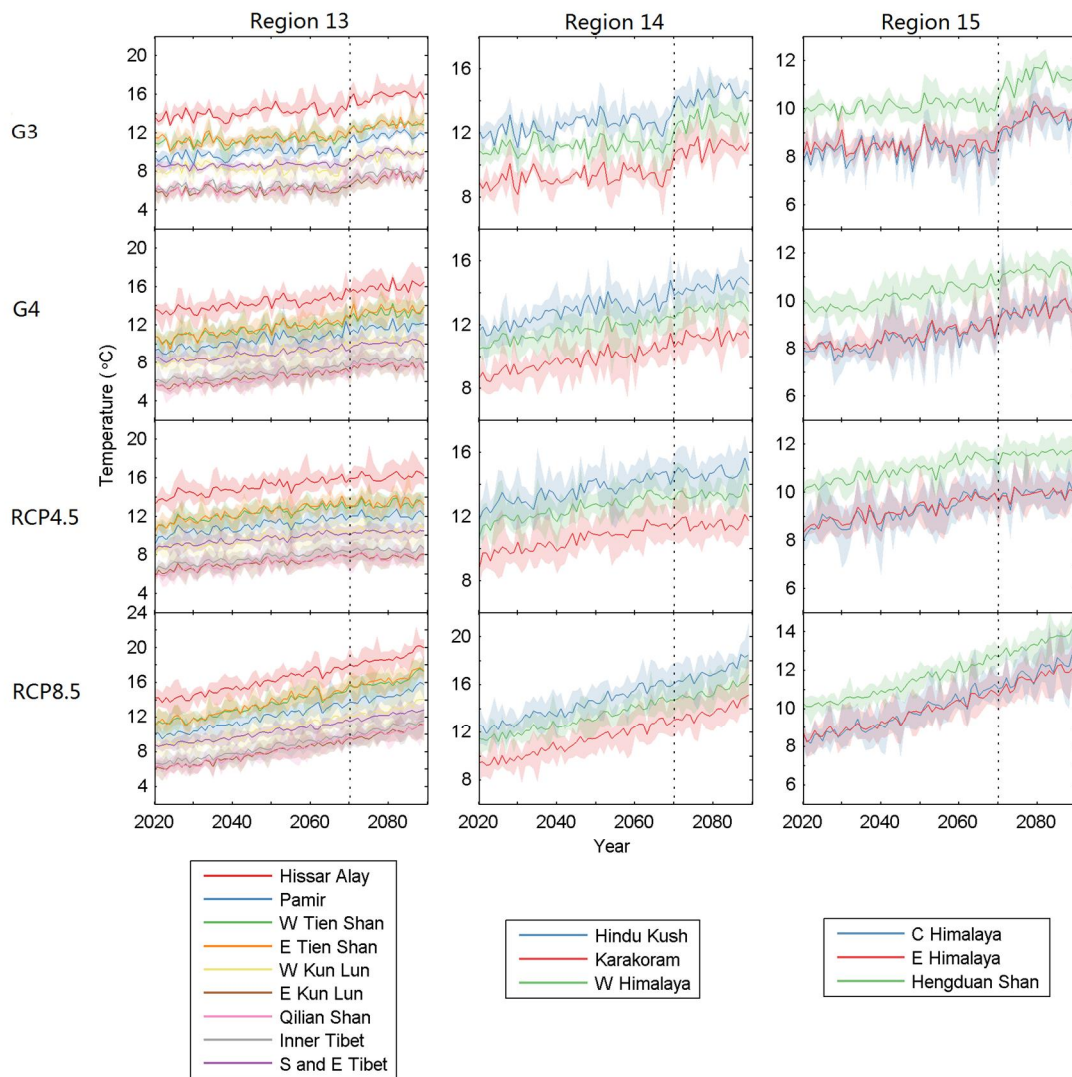 Region 13 Region 14 Region 15
G3
20 16 12 8 4
16 12 8
12 10 8 6
G4
20 16 12 8 4
16 12 8
12 10 8 6
Temperature (°C)
RCP4.5
20 16 12 8 4
16 12 8
12 10 8 6
RCP8.5
24 20 16 12 8 4
20 16 12 8
14 12 10 8 6
2020 2040 2060 2080 2020 2040 2060 2080 2020 2040 2060 2080
Year
Hissar Alay
Pamir
W Tien Shan
E Tien Shan
W Kun Lun
E Kun Lun
Qilian Shan
Inner Tibet
S and E Tibet
Hindu Kush
Karakoram
W Himalaya
C Himalaya
E Himalaya
Hengduan Shan